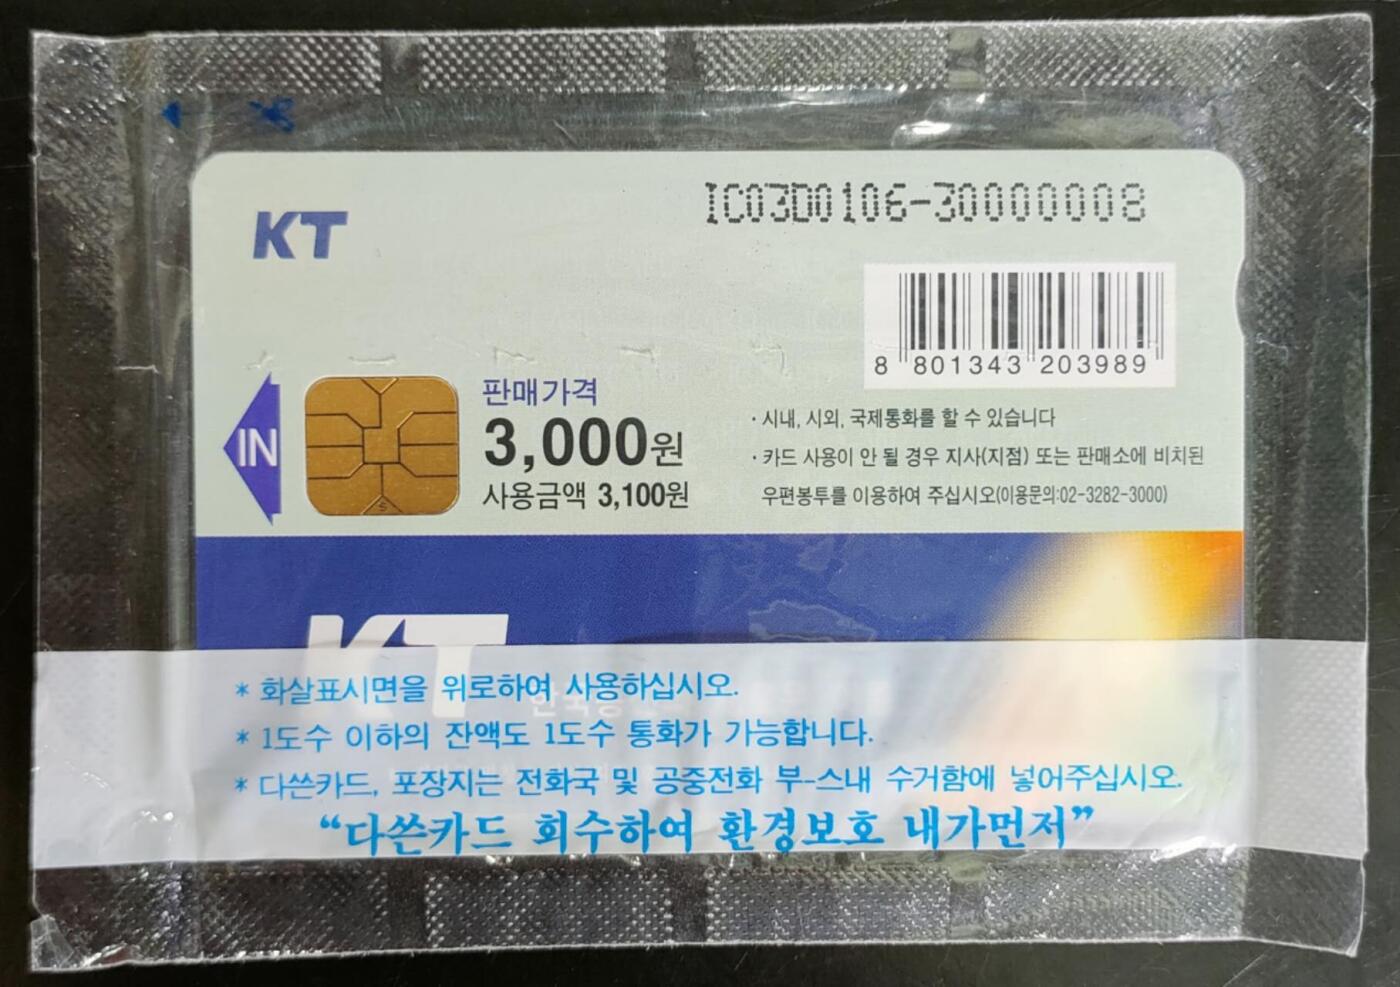 KT
IC03D0106-30000008
8 801343 203989
IN
판매가격
3,000원
사용금액 3,100원
· 시내, 시외, 국제통화를 할 수 있습니다
· 카드 사용이 안 될 경우 지사(지점) 또는 판매소에 비치된
우편봉투를 이용하여 주십시오(이용문의:02-3282-3000)
KT
* 화살표시면을 위로하여 사용하십시오.
* 1도수 이하의 잔액도 1도수 통화가 가능합니다.
* 다쓴카드, 포장지는 전화국 및 공중전화 부-스내 수거함에 넣어주십시오.
“다쓴카드 회수하여 환경보호 내가먼저”